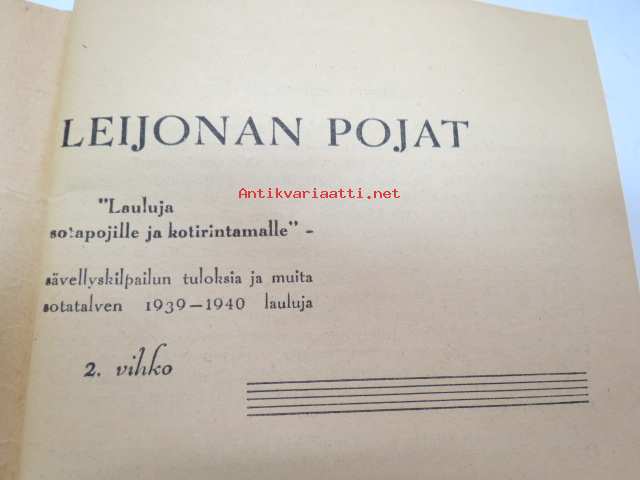 LEIJONAN POJAT
Antikvariaatti.net
"Lauluja
sotapojille ja kotirintamalle" -
sävellyskilpailun tuloksia ja muita
sotatalven 1939-1940 lauluja
2. vihko